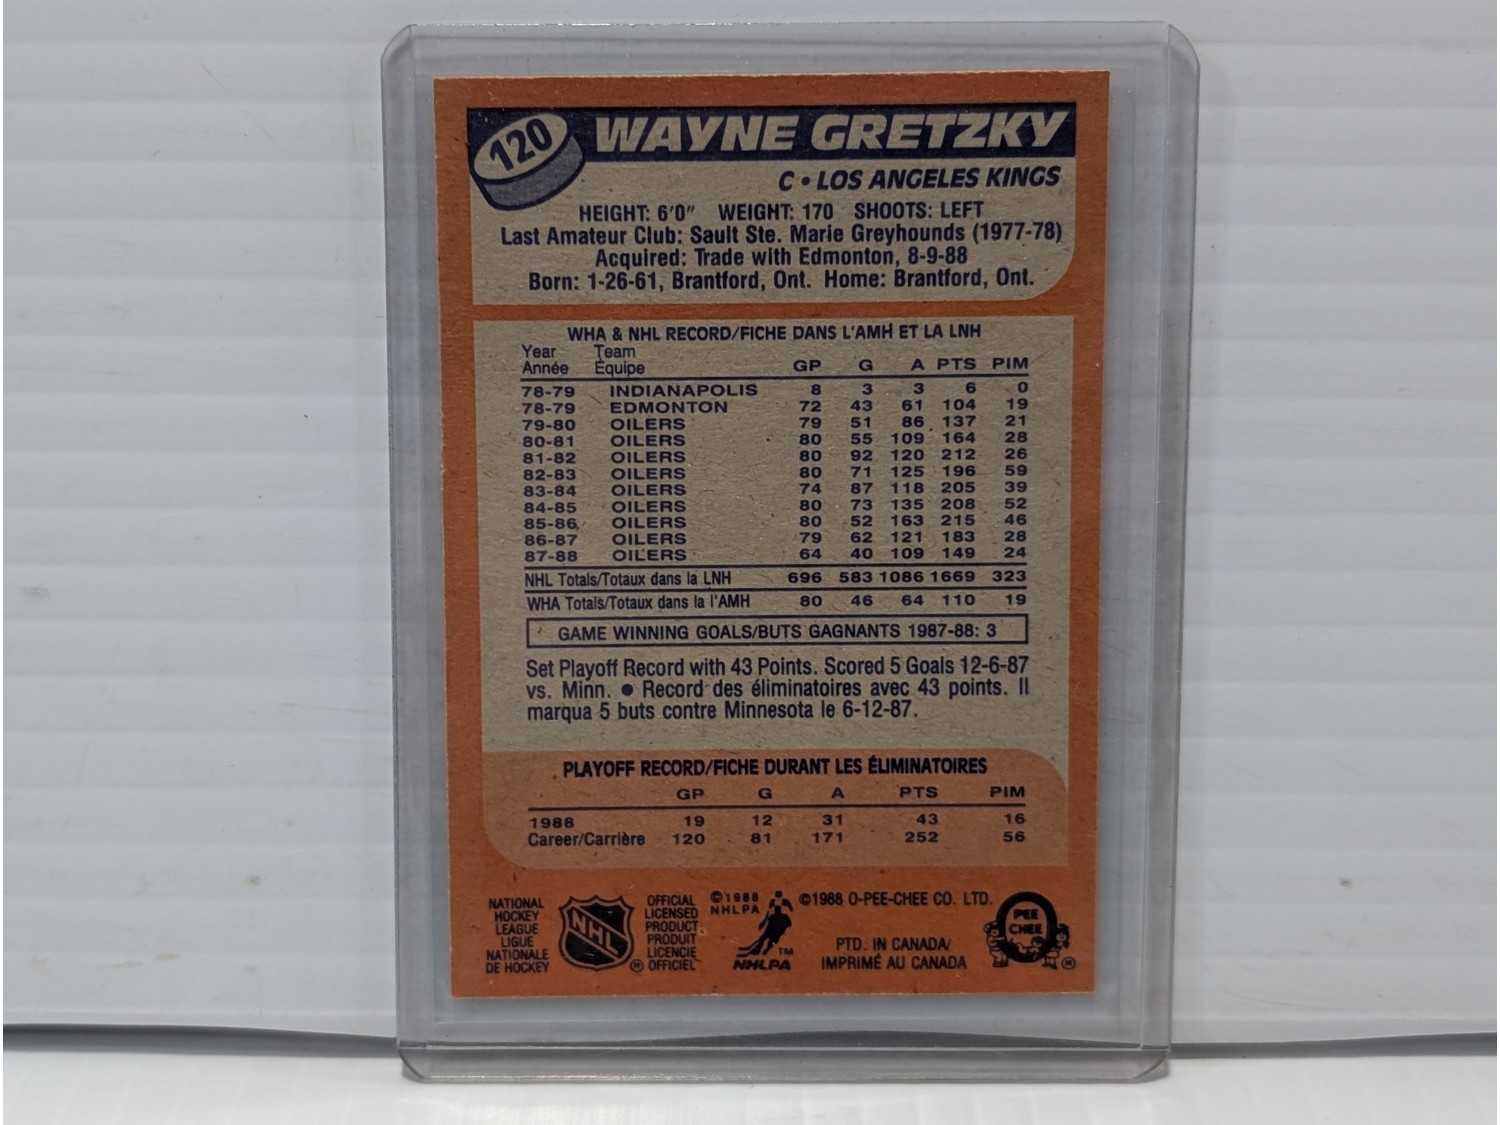 120
WAYNE GRETZKY
C • LOS ANGELES KINGS
HEIGHT: 6'0" WEIGHT: 170 SHOOTS: LEFT
Last Amateur Club: Sault Ste. Marie Greyhounds (1977-78)
Acquired: Trade with Edmonton, 8-9-88
Born: 1-26-61, Brantford, Ont. Home: Brantford, Ont.
WHA & NHL RECORD/FICHE DANS L'AMH ET LA LNH
Year Team
Année Équipe GP G A PTS PIM
78-79 INDIANAPOLIS 8 3 3 6 0
78-79 EDMONTON 72 43 61 104 19
79-80 OILERS 79 51 86 137 21
80-81 OILERS 80 55 109 164 28
81-82 OILERS 80 92 120 212 26
82-83 OILERS 80 71 125 196 59
83-84 OILERS 74 87 118 205 39
84-85 OILERS 80 73 135 208 52
85-86 OILERS 80 52 163 215 46
86-87 OILERS 79 62 121 183 28
87-88 OILERS 64 40 109 149 24
NHL Totals/Totaux dans la LNH 696 583 1086 1669 323
WHA Totals/Totaux dans la l'AMH 80 46 64 110 19
GAME WINNING GOALS/BUTS GAGNANTS 1987-88: 3
Set Playoff Record with 43 Points. Scored 5 Goals 12-6-87
vs. Minn. • Record des éliminatoires avec 43 points. Il
marqua 5 buts contre Minnesota le 6-12-87.
PLAYOFF RECORD/FICHE DURANT LES ÉLIMINATOIRES
GP G A PTS PIM
1988 19 12 31 43 16
Career/Carrière 120 81 171 252 56
NATIONAL
HOCKEY
LEAGUE
LIGUE
NATIONALE
DE HOCKEY
NHL
®
OFFICIAL
LICENSED
PRODUCT
PRODUIT
LICENCIE
OFFICIEL
©1988
NHLPA
TM
NHLPA
©1988 O-PEE-CHEE CO. LTD.
PTD. IN CANADA/
IMPRIMÉ AU CANADA
O
PEE
CHEE
®